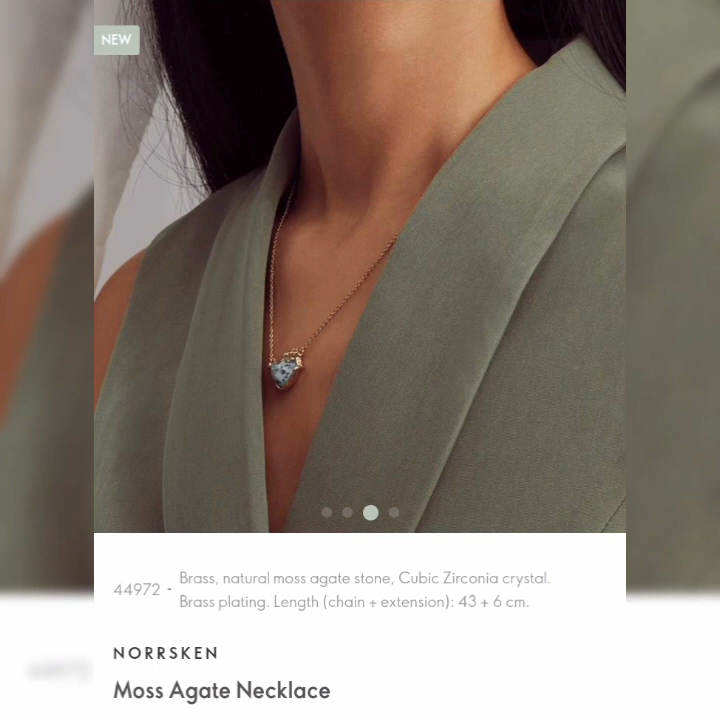 NEW
44972 •
Brass, natural moss agate stone, Cubic Zirconia crystal.
Brass plating. Length (chain + extension): 43 + 6 cm.
NORRSKEN
Moss Agate Necklace